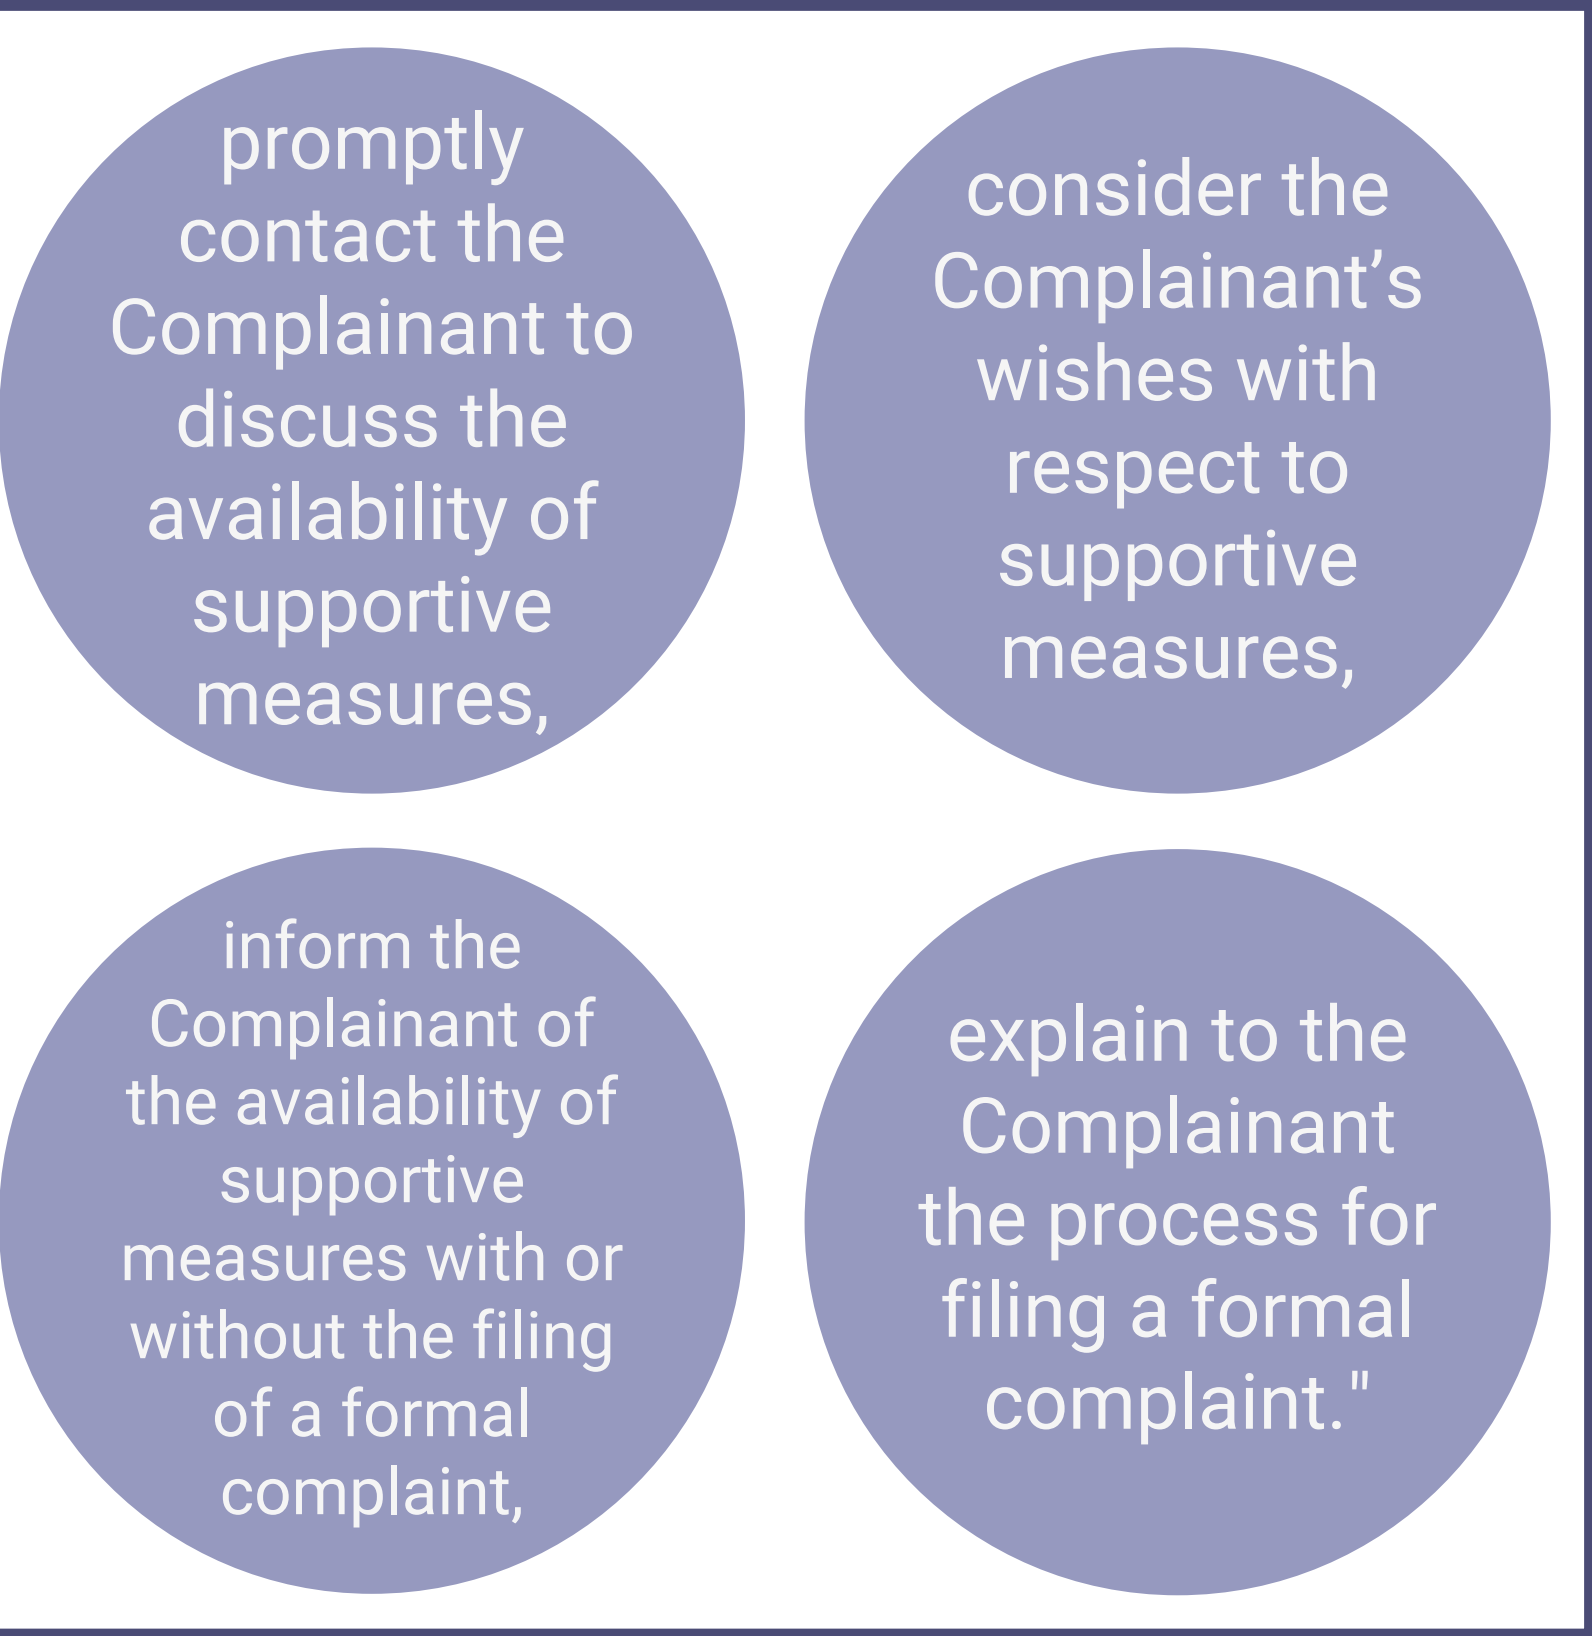 promptly
contact the
Complainant to
discuss the
availability of
supportive
measures,
consider the
Complainant’s
wishes with
respect to
supportive
measures,
inform the
Complainant of
the availability of
supportive
measures with or
without the filing
of a formal
complaint,
explain to the
Complainant
the process for
filing a formal
complaint."